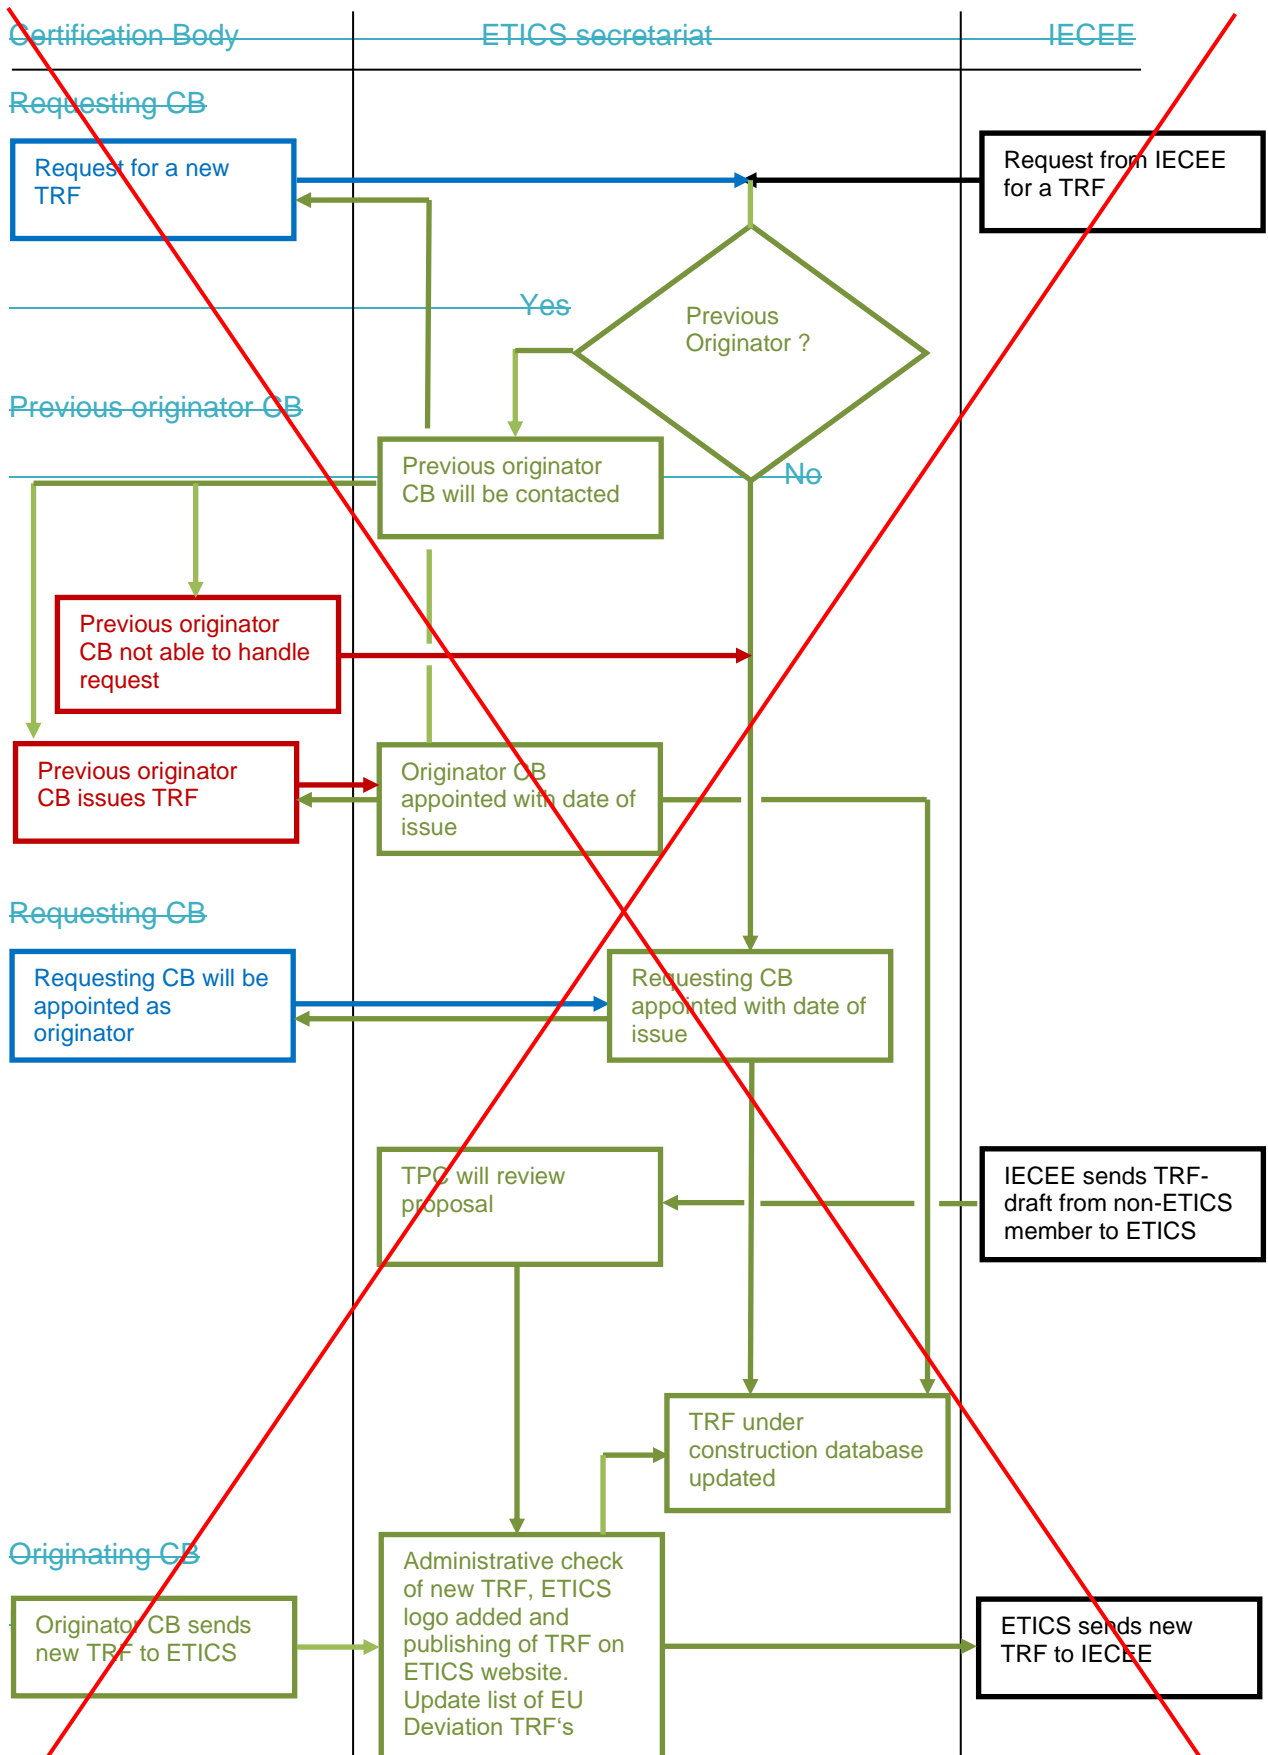 Certification Body
ETICS secretariat
IECEE
Requesting CB
Request for a new
TRF
Request from IECEE
for a TRF
Yes
Previous
Originator ?
Previous originator CB
Previous originator
CB will be contacted
No
Previous originator
CB not able to handle
request
Previous originator
CB issues TRF
Originator CB
appointed with date of
issue
Requesting CB
Requesting CB will be
appointed as
originator
Requesting CB
appointed with date of
issue
TPC will review
proposal
IECEE sends TRF-
draft from non-ETICS
member to ETICS
TRF under
construction database
updated
Originating CB
Originator CB sends
new TRF to ETICS
Administrative check
of new TRF, ETICS
logo added and
publishing of TRF on
ETICS website.
Update list of EU
Deviation TRF‘s
ETICS sends new
TRF to IECEE